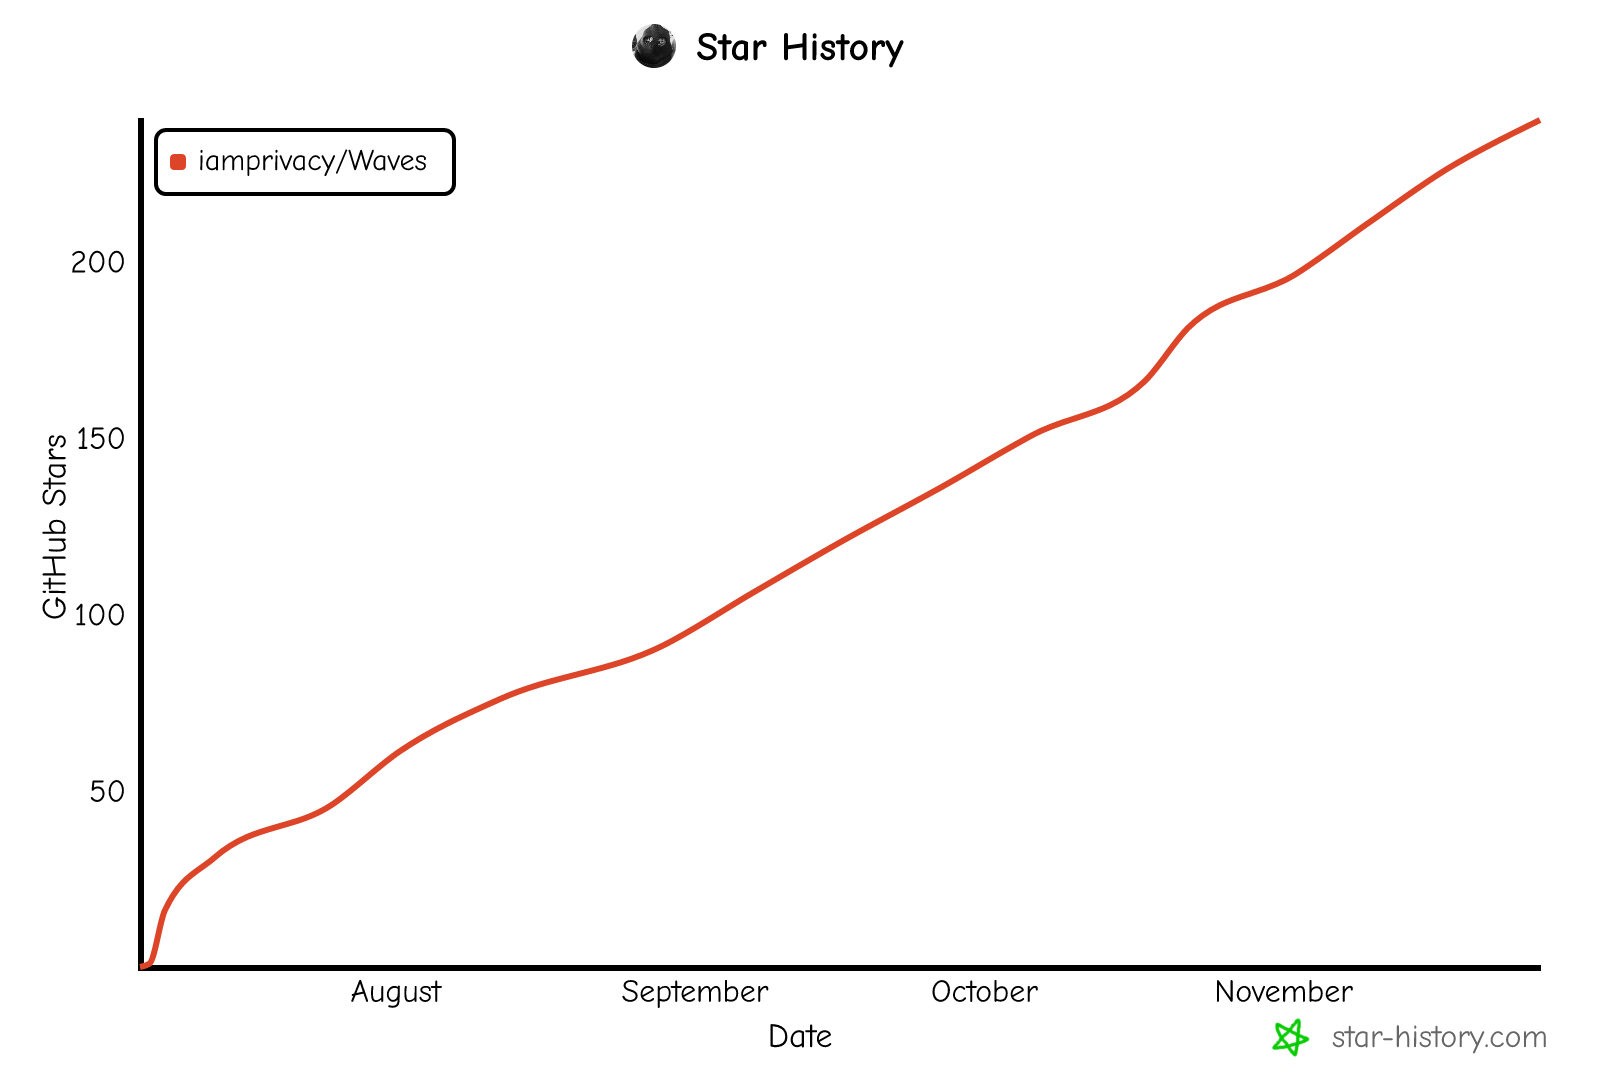 Star History
iamprivacy/Waves
200
150
100
50
GitHub Stars
August September October November
Date
star-history.com